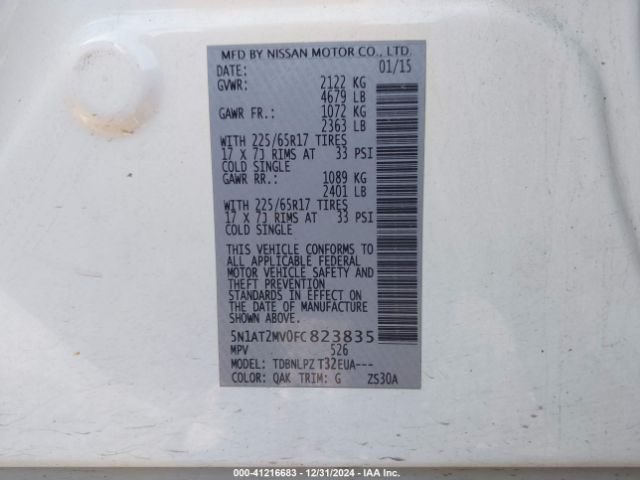 MFD BY NISSAN MOTOR CO., LTD.
DATE: 01/15
GVWR: 2122 KG
4679 LB
GAWR FR.: 1072 KG
2363 LB
WITH 225/65R17 TIRES
17 X 7J RIMS AT 33 PSI
COLD SINGLE
GAWR RR.: 1089 KG
2401 LB
WITH 225/65R17 TIRES
17 X 7J RIMS AT 33 PSI
COLD SINGLE
THIS VEHICLE CONFORMS TO
ALL APPLICABLE FEDERAL
MOTOR VEHICLE SAFETY AND
THEFT PREVENTION
STANDARDS IN EFFECT ON
THE DATE OF MANUFACTURE
SHOWN ABOVE.
5N1AT2MV0FC823835
MPV 526
MODEL: TDBNLPZ T32EUA---
COLOR: QAK TRIM: G ZS30A
000-41216683 - 12/31/2024 - IAA Inc.